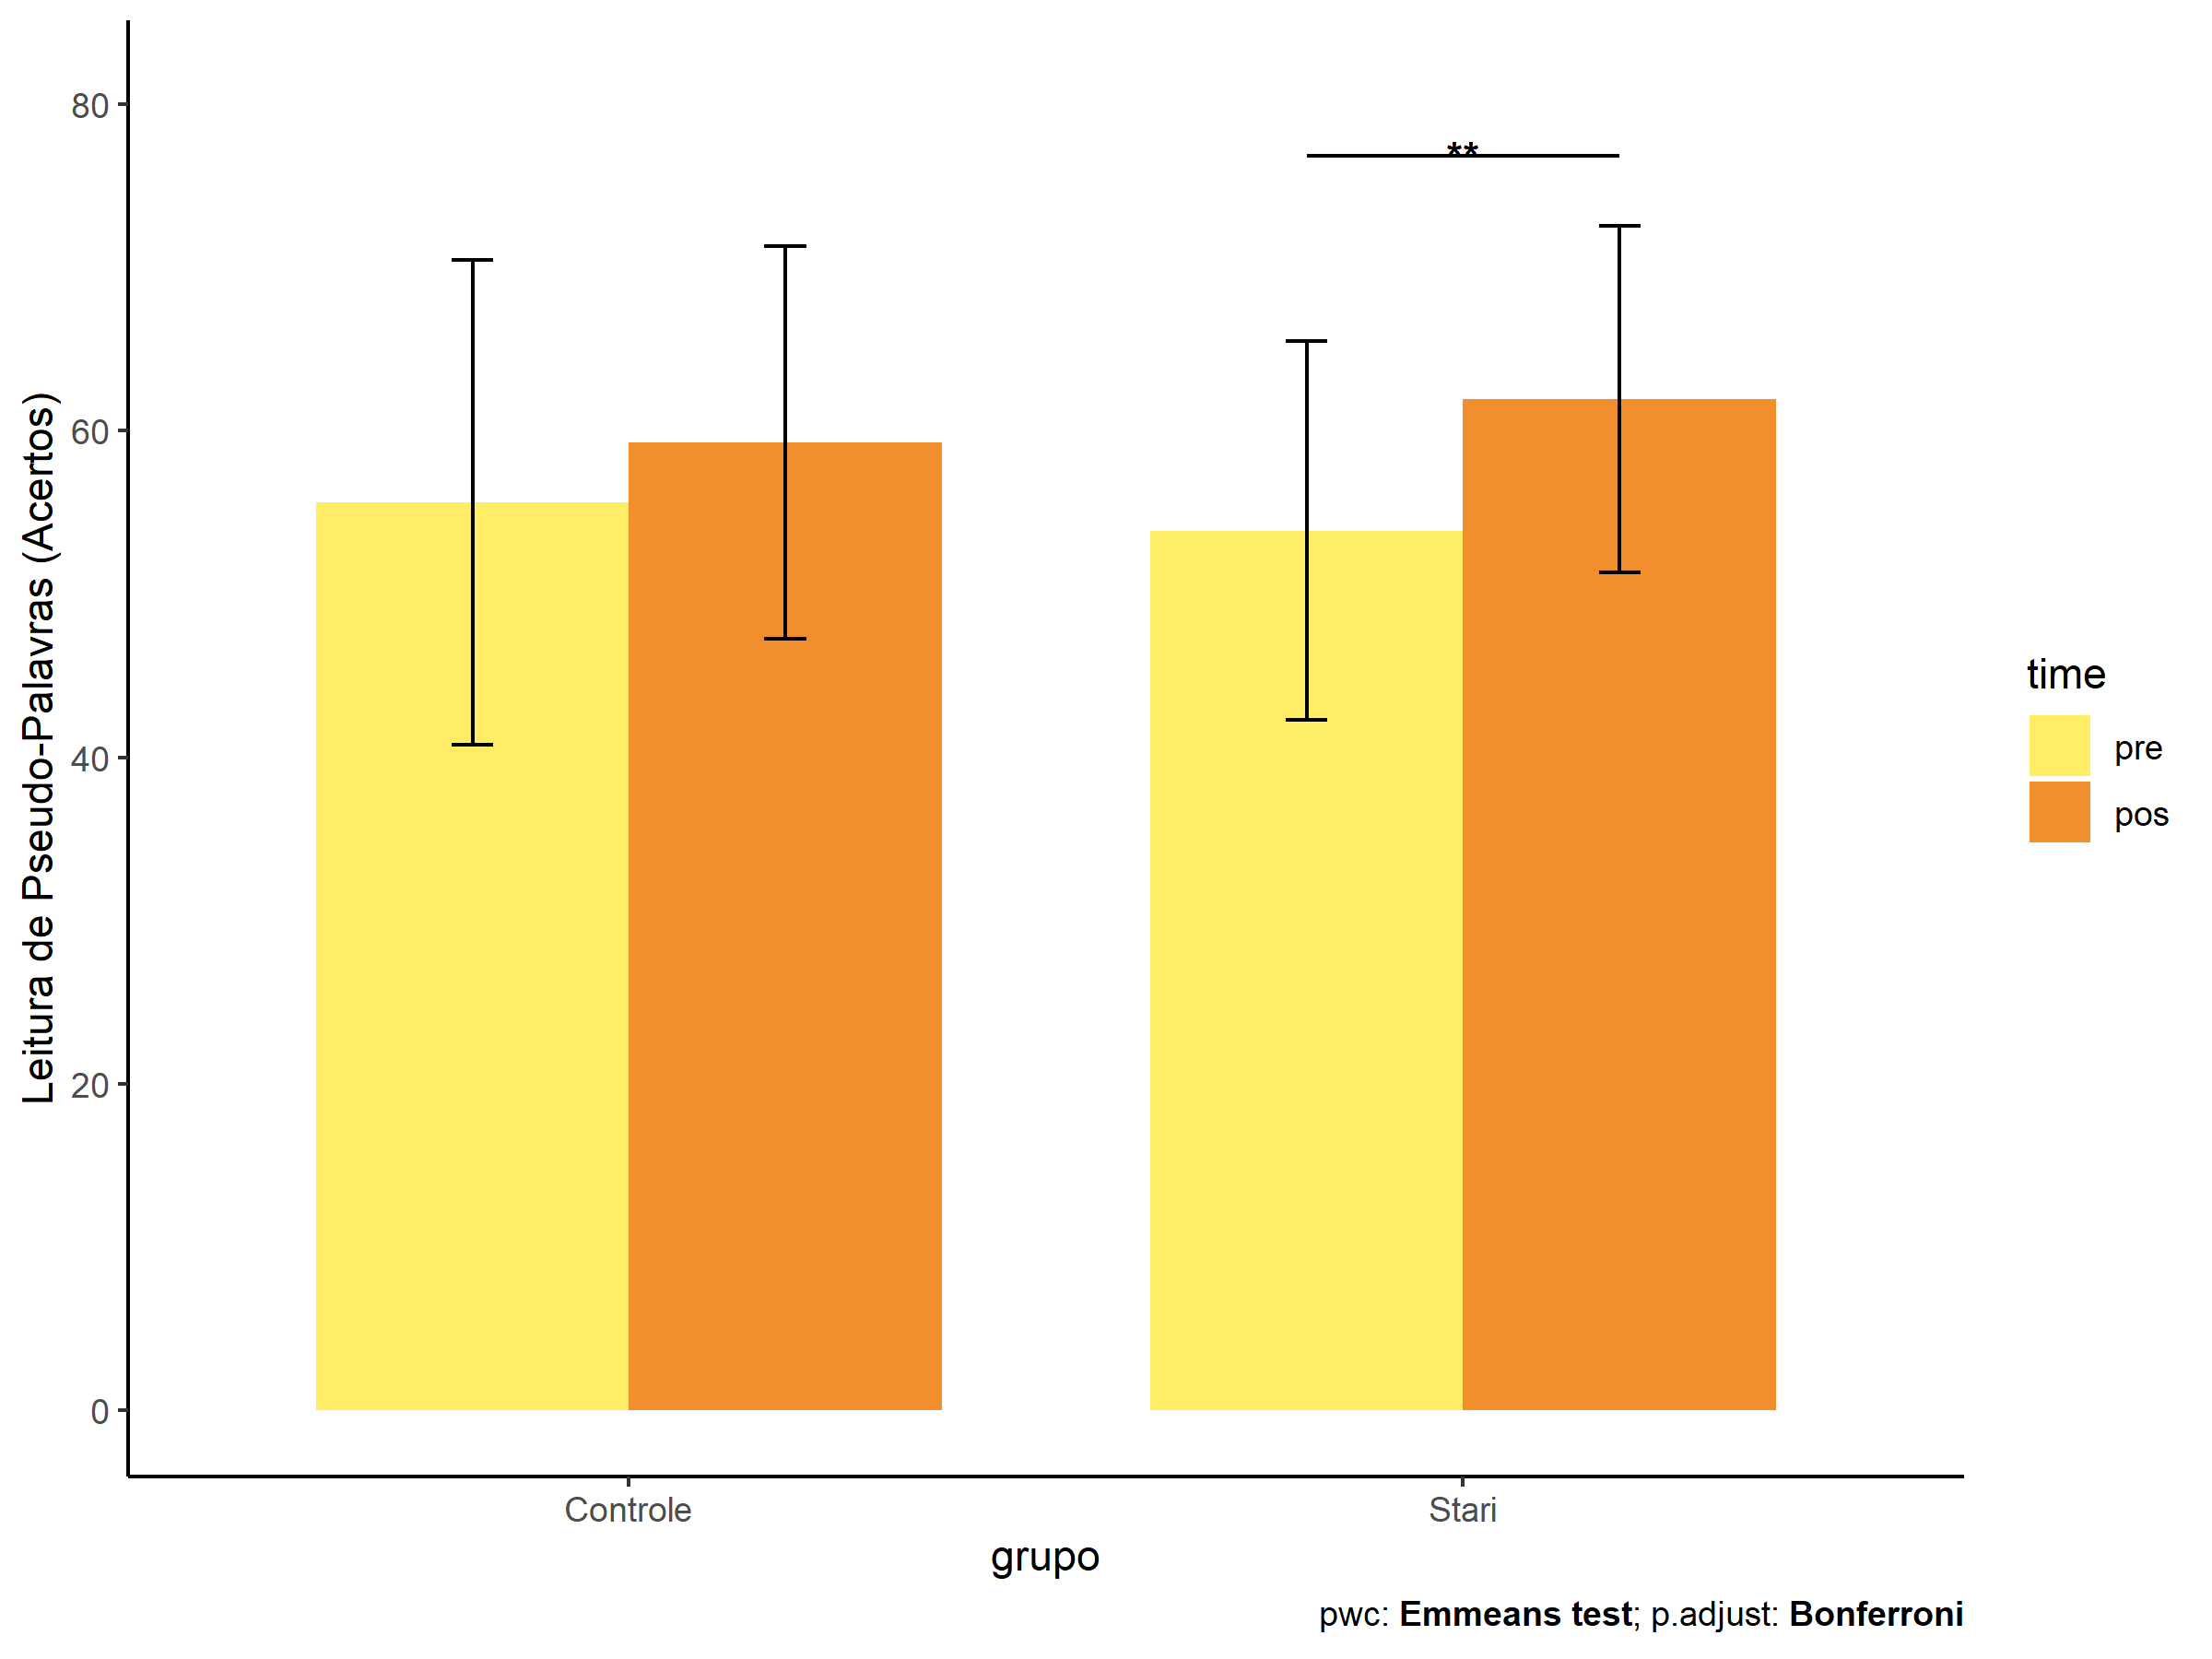 Leitura de Pseudo-Palavras (Acertos)
80
60
40
20
0
**
Controle
Stari
grupo
time
pre
pos
pwc: Emmeans test; p.adjust: Bonferroni